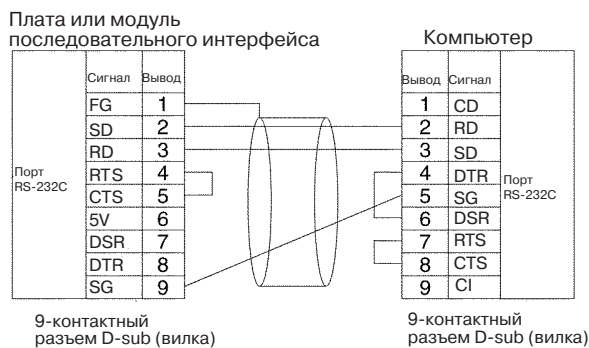 Плата или модуль
последовательного интерфейса
Компьютер
Сигнал Вывод
Вывод Сигнал
FG 1
1 CD
SD 2
2 RD
RD 3
3 SD
RTS 4
4 DTR
CTS 5
5 SG
5V 6
6 DSR
DSR 7
7 RTS
DTR 8
8 CTS
SG 9
9 CI
Порт
RS-232C
Порт
RS-232C
9-контактный
разъем D-sub (вилка)
9-контактный
разъем D-sub (вилка)